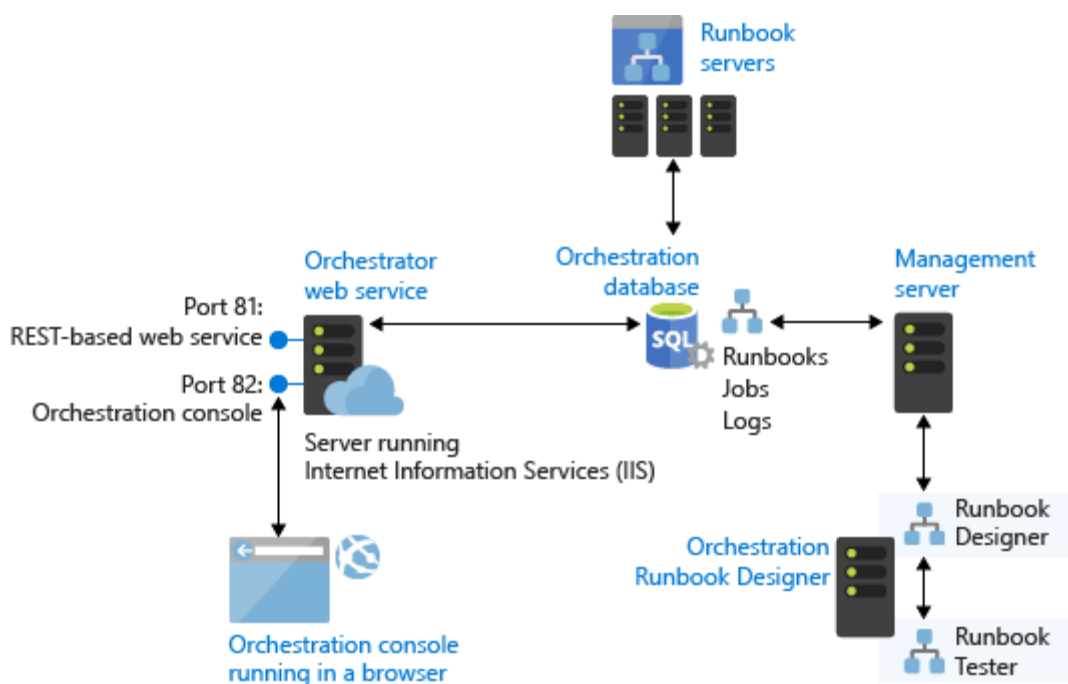 Runbook
servers
Orchestrator
web service
Orchestration
database
Management
server
Port 81:
REST-based web service
Port 82:
Orchestration console
SQL
Runbooks
Jobs
Logs
Server running
Internet Information Services (IIS)
Runbook
Designer
Orchestration
Runbook Designer
Runbook
Tester
Orchestration console
running in a browser